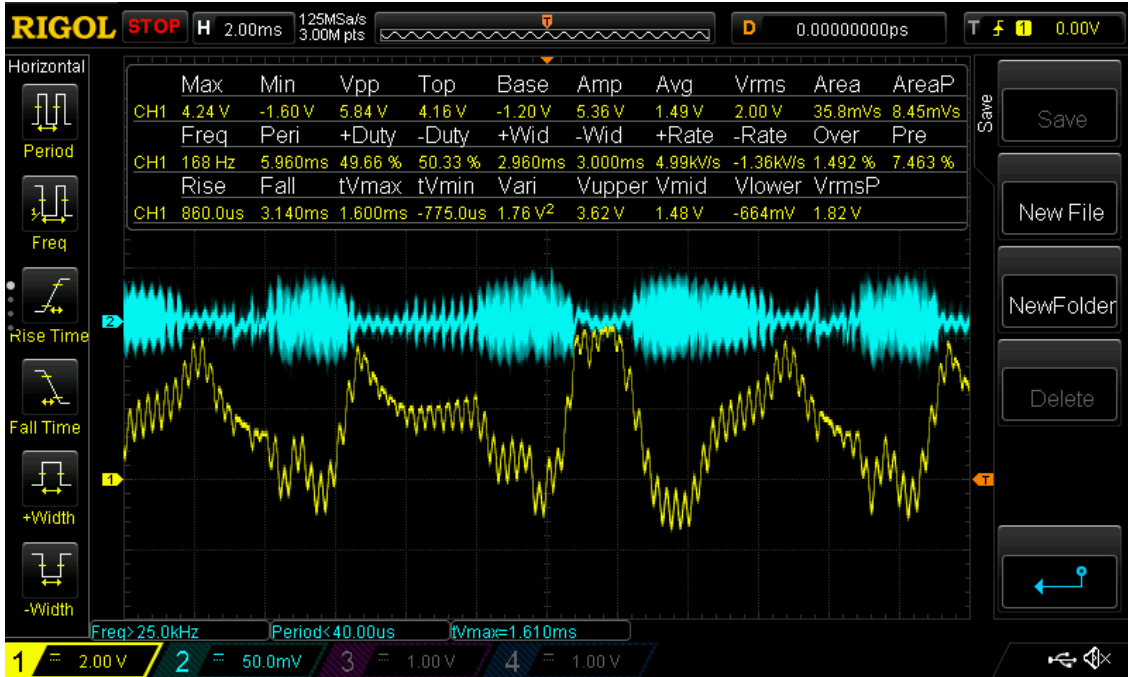 RIGOL STOP H 2.00ms 125MSa/s 3.00M pts D 0.00000000ps T 1 0.00V
Horizontal
Period
Freq
Rise Time
Fall Time
+Width
-Width
Max Min Vpp Top Base Amp Avg Vrms Area AreaP
CH1 4.24 V -1.60 V 5.84 V 4.16 V -1.20 V 5.36 V 1.49 V 2.00 V 35.8mVs 8.45mVs
Freq Peri +Duty -Duty +Wid -Wid +Rate -Rate Over Pre
CH1 168 Hz 5.960ms 49.66 % 50.33 % 2.960ms 3.000ms 4.99kV/s -1.36kV/s 1.492 % 7.463 %
Rise Fall tVmax tVmin Vari Vupper Vmid Vlower VrmsP
CH1 860.0us 3.140ms 1.600ms -775.0us 1.76 V² 3.62 V 1.48 V -664mV 1.82 V
T
2
1
T
Save
Save
New File
NewFolder
Delete
Freq>25.0kHz Period<40.00us tVmax=1.610ms
1 2.00 V 2 50.0mV 3 1.00 V 4 1.00 V